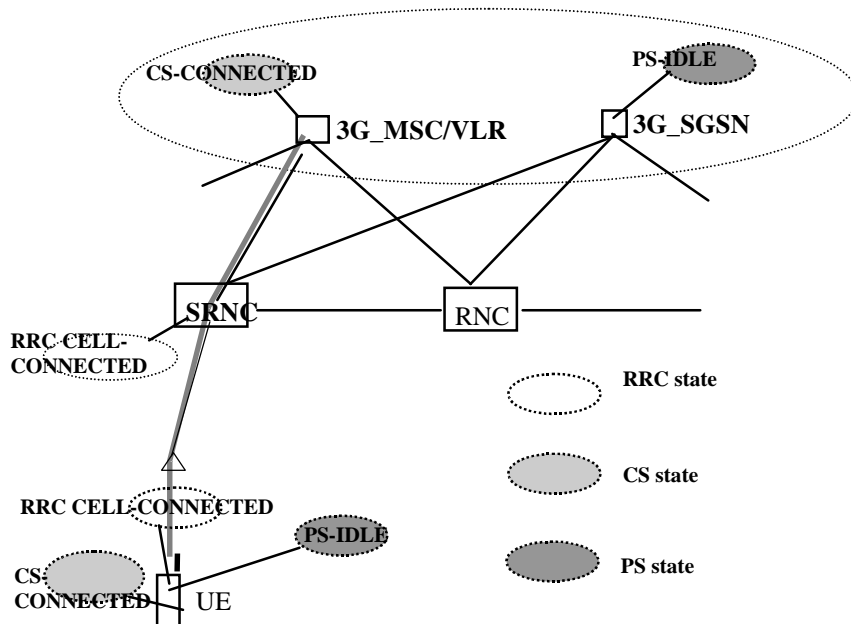 CS-CONNECTED
PS-IDLE
3G_MSC/VLR
3G_SGSN
SRNC
RNC
RRC CELL-
CONNECTED
RRC state
CS state
RRC CELL-CONNECTED
PS-IDLE
PS state
CS-
CONNECTED
UE